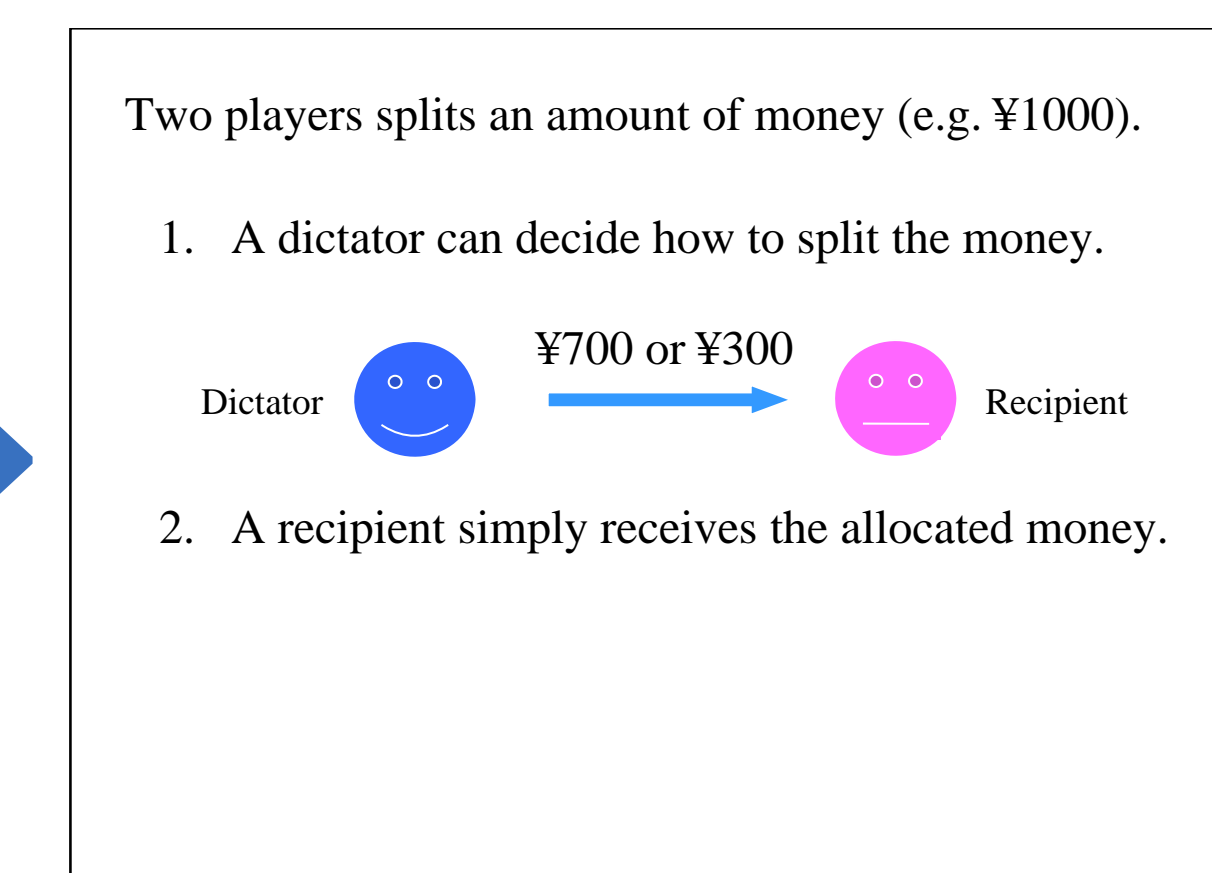 Two players splits an amount of money (e.g. ¥1000).
1. A dictator can decide how to split the money.
¥700 or ¥300
Dictator
Recipient
2. A recipient simply receives the allocated money.